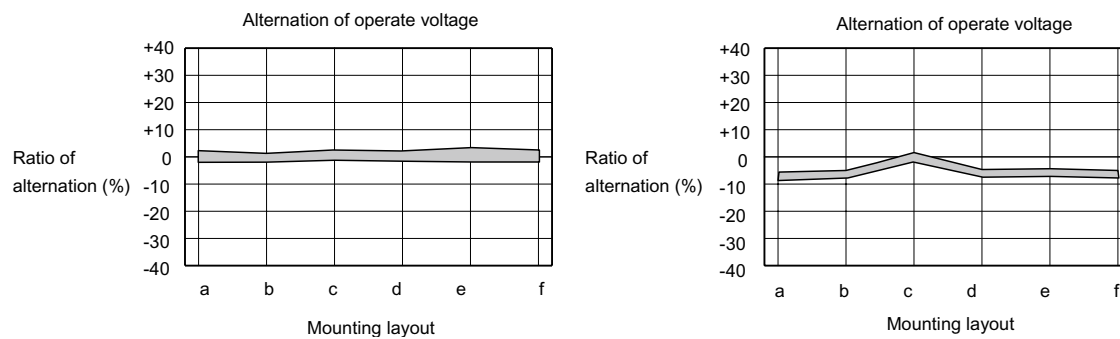 Alternation of operate voltage
+40
+30
+20
+10
0
-10
-20
-30
-40
Ratio of
alternation (%)
a b c d e f
Mounting layout
Alternation of operate voltage
+40
+30
+20
+10
0
-10
-20
-30
-40
Ratio of
alternation (%)
a b c d e f
Mounting layout